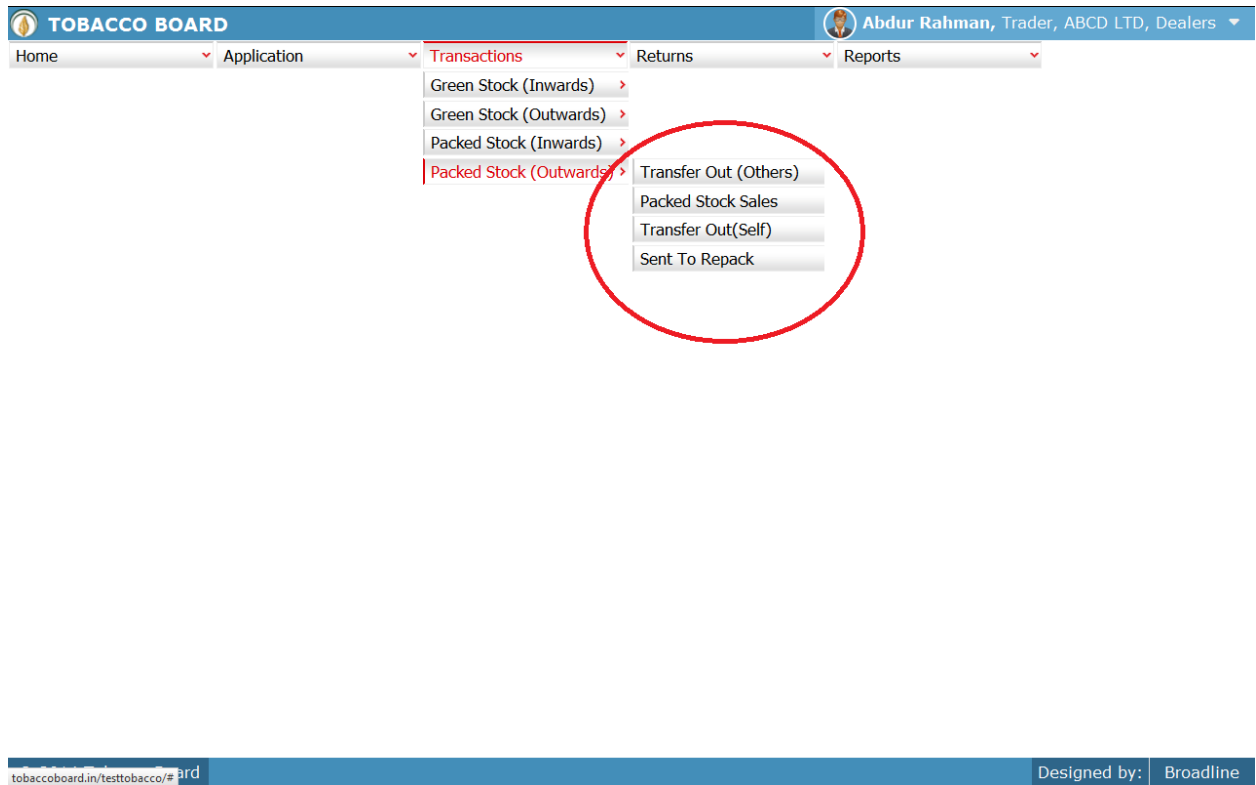 TOBACCO BOARD
Abdur Rahman, Trader, ABCD LTD, Dealers
Home Application Transactions Returns Reports
Green Stock (Inwards)
Green Stock (Outwards)
Packed Stock (Inwards)
Packed Stock (Outwards) Transfer Out (Others)
Packed Stock Sales
Transfer Out(Self)
Sent To Repack
tobaccoboard.in/testtobacco/#
Designed by: Broadline